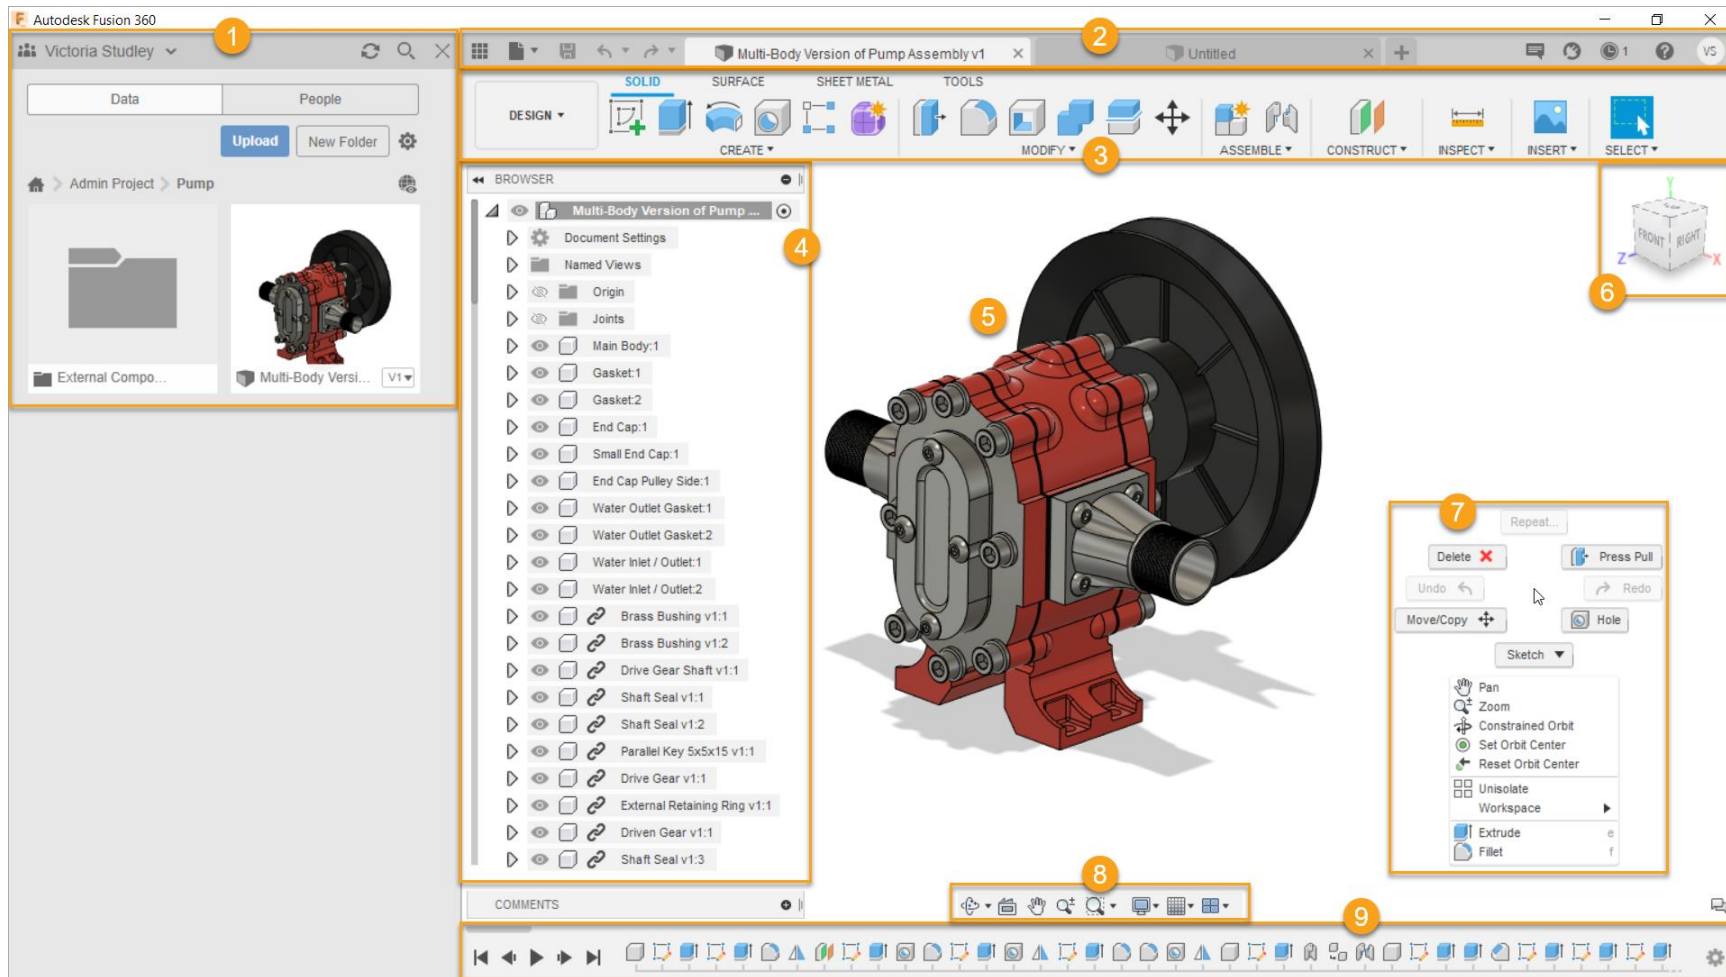 Autodesk Fusion 360
1
Victoria Studley
Data
People
Upload
New Folder
Admin Project
Pump
External Compo...
Multi-Body Versi...
V1
2
Multi-Body Version of Pump Assembly v1
Untitled
1
VS
SOLID
SURFACE
SHEET METAL
TOOLS
DESIGN
CREATE
MODIFY
ASSEMBLE
CONSTRUCT
INSPECT
INSERT
SELECT
3
BROWSER
4
Multi-Body Version of Pump ...
Document Settings
Named Views
Origin
Joints
Main Body:1
Gasket:1
Gasket:2
End Cap:1
Small End Cap:1
End Cap Pulley Side:1
Water Outlet Gasket:1
Water Outlet Gasket:2
Water Inlet / Outlet:1
Water Inlet / Outlet:2
Brass Bushing v1:1
Brass Bushing v1:2
Drive Gear Shaft v1:1
Shaft Seal v1:1
Shaft Seal v1:2
Parallel Key 5x5x15 v1:1
Drive Gear v1:1
External Retaining Ring v1:1
Driven Gear v1:1
Shaft Seal v1:3
COMMENTS
5
Y
TOP
FRONT
RIGHT
Z
X
6
7
Repeat...
Delete
Press Pull
Undo
Redo
Move/Copy
Hole
Sketch
Pan
Zoom
Constrained Orbit
Set Orbit Center
Reset Orbit Center
Unisolate
Workspace
Extrude e
Fillet f
8
9